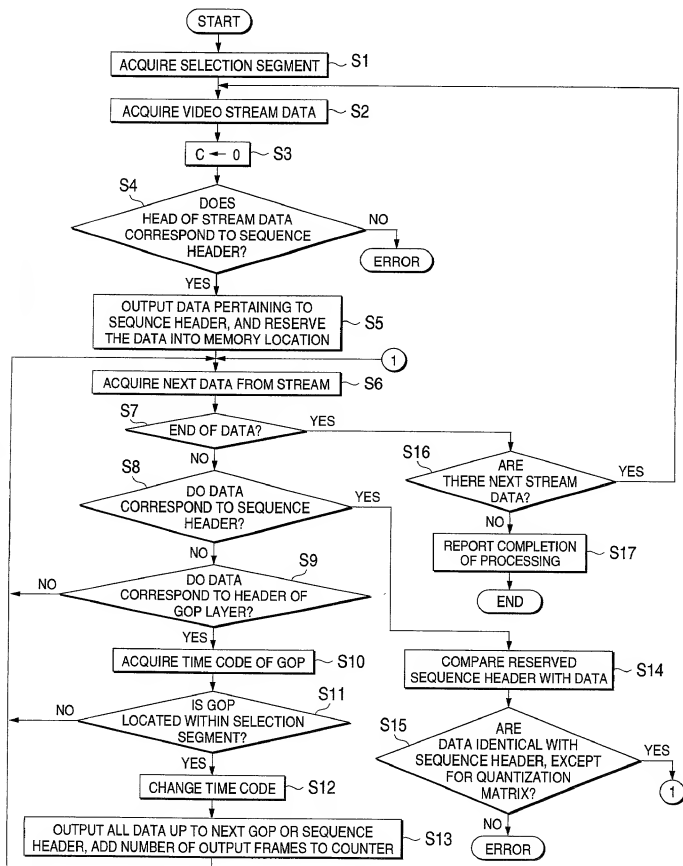 START
ACQUIRE SELECTION SEGMENT
S1
ACQUIRE VIDEO STREAM DATA
S2
C ← 0
S3
S4
DOES
HEAD OF STREAM DATA
CORRESPOND TO SEQUENCE
HEADER?
NO
ERROR
YES
OUTPUT DATA PERTAINING TO
SEQUNCE HEADER, AND RESERVE
THE DATA INTO MEMORY LOCATION
S5
1
ACQUIRE NEXT DATA FROM STREAM
S6
S7
END OF DATA?
YES
NO
S16
ARE
THERE NEXT STREAM
DATA?
YES
NO
REPORT COMPLETION
OF PROCESSING
S17
END
S8
DO DATA
CORRESPOND TO SEQUENCE
HEADER?
YES
NO
S9
DO DATA
CORRESPOND TO HEADER OF
GOP LAYER?
NO
YES
ACQUIRE TIME CODE OF GOP
S10
S11
IS GOP
LOCATED WITHIN SELECTION
SEGMENT?
NO
YES
CHANGE TIME CODE
S12
OUTPUT ALL DATA UP TO NEXT GOP OR SEQUENCE
HEADER, ADD NUMBER OF OUTPUT FRAMES TO COUNTER
S13
COMPARE RESERVED
SEQUENCE HEADER WITH DATA
S14
S15
ARE
DATA IDENTICAL WITH
SEQUENCE HEADER, EXCEPT
FOR QUANTIZATION
MATRIX?
YES
1
NO
ERROR